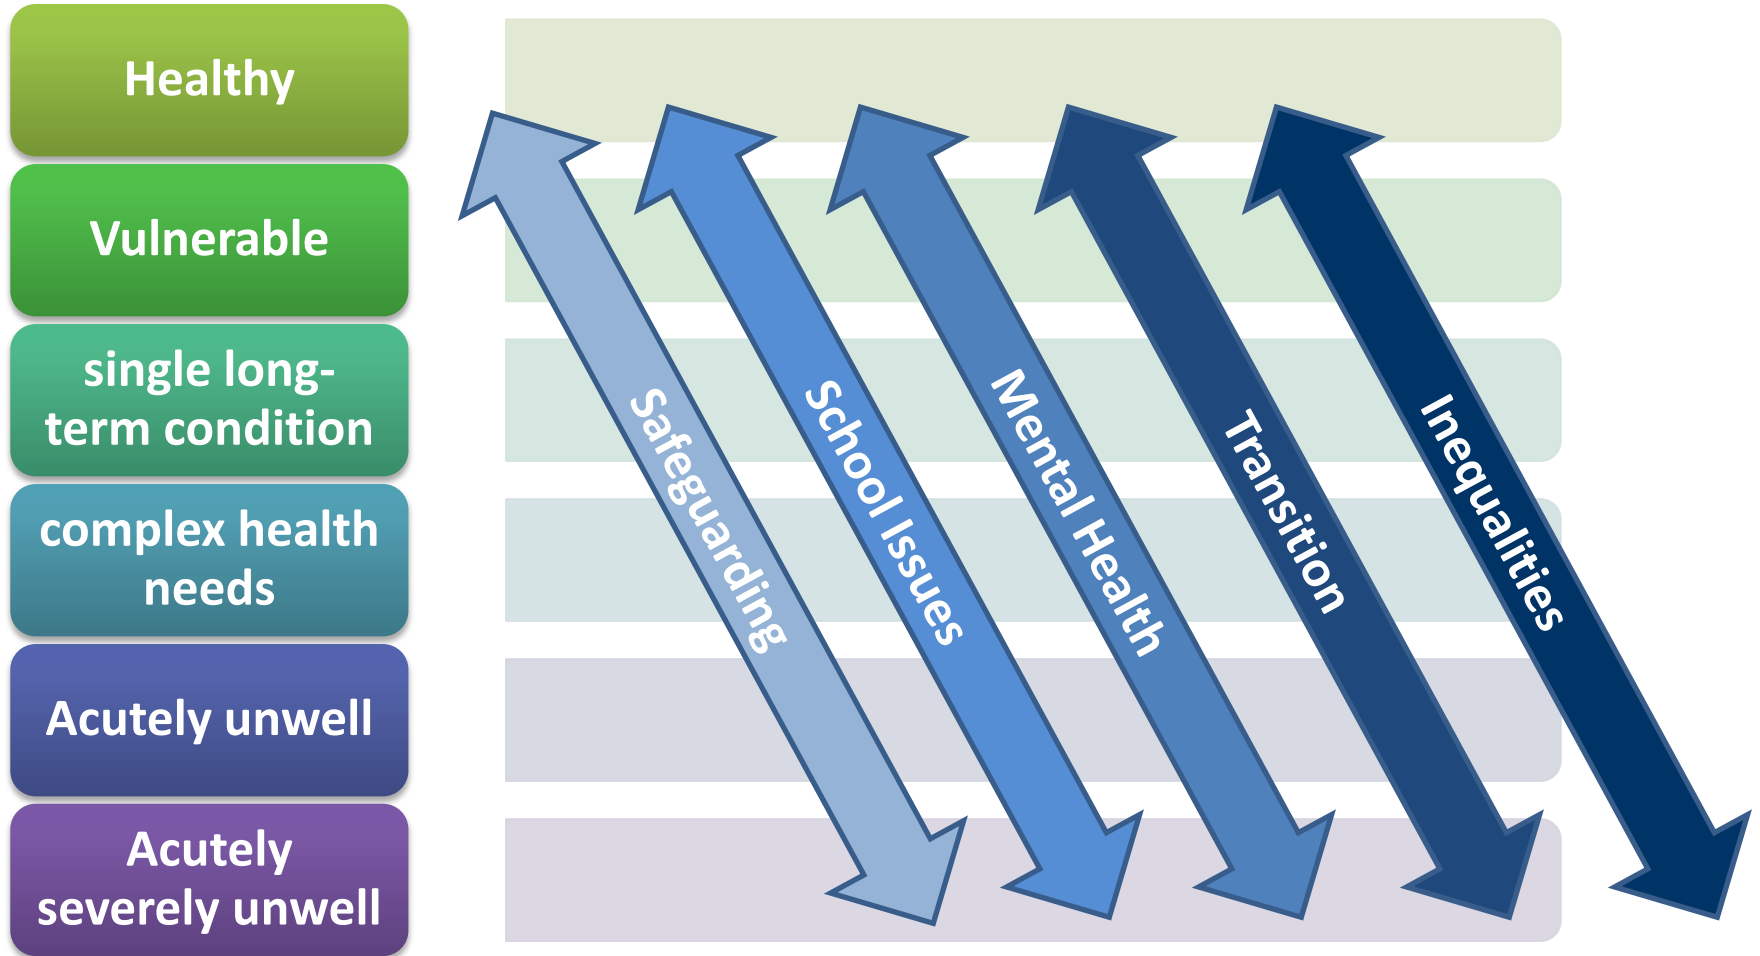 Healthy
Vulnerable
single long-
term condition
complex health
needs
Acutely unwell
Acutely
severely unwell
Safeguarding
School Issues
Mental Health
Transition
Inequalities